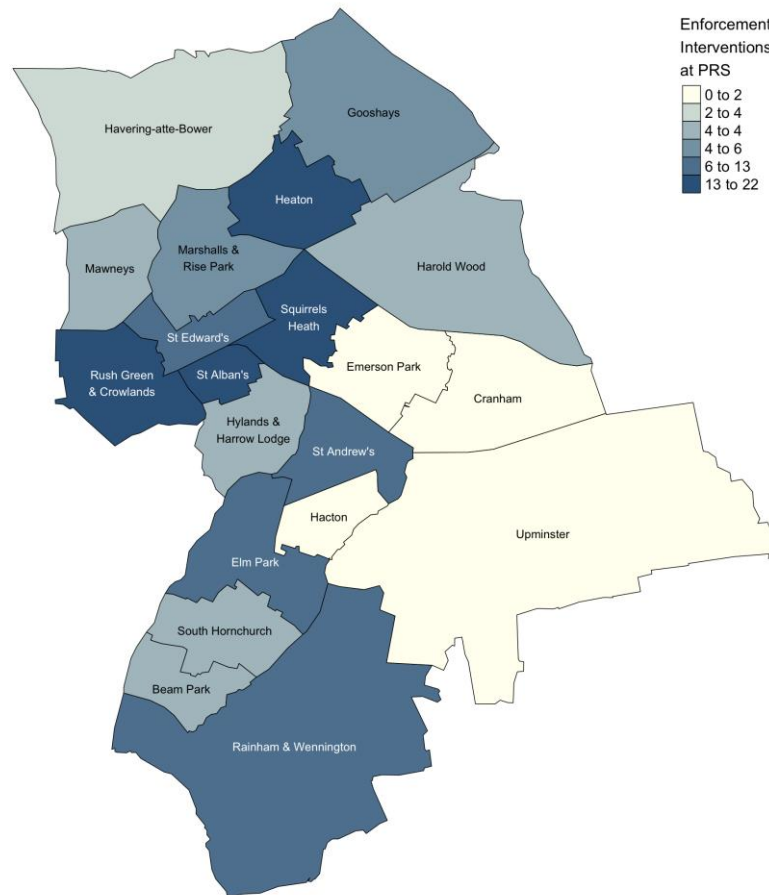 Enforcement
Interventions
at PRS
0 to 2
2 to 4
4 to 4
4 to 6
6 to 13
13 to 22
Havering-atte-Bower
Gooshays
Heaton
Harold Wood
Mawneys
Marshalls &
Rise Park
Squirrels
Heath
St Edward's
Emerson Park
Rush Green
& Crowlands
St Alban's
Cranham
Hylands &
Harrow Lodge
St Andrew's
Hacton
Upminster
Elm Park
South Hornchurch
Beam Park
Rainham & Wennington